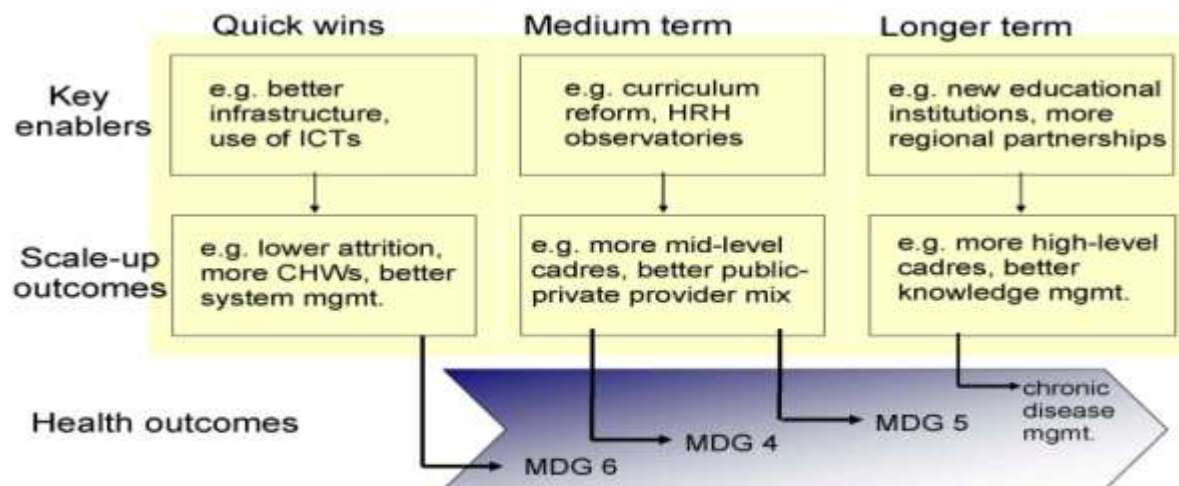 Quick wins
Medium term
Longer term
Key
enablers
e.g. better
infrastructure,
use of ICTs
e.g. curriculum
reform, HRH
observatories
e.g. new educational
institutions, more
regional partnerships
Scale-up
outcomes
e.g. lower attrition,
more CHWs, better
system mgmt.
e.g. more mid-level
cadres, better public-
private provider mix
e.g. more high-level
cadres, better
knowledge mgmt.
Health outcomes
MDG 6
MDG 4
MDG 5
chronic
disease
mgmt.